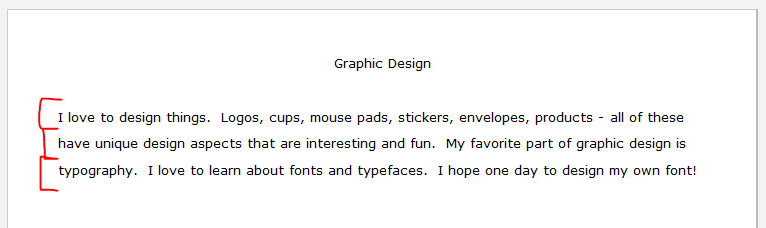 Graphic Design
I love to design things.  Logos, cups, mouse pads, stickers, envelopes, products - all of these
have unique design aspects that are interesting and fun.  My favorite part of graphic design is
typography.  I love to learn about fonts and typefaces.  I hope one day to design my own font!